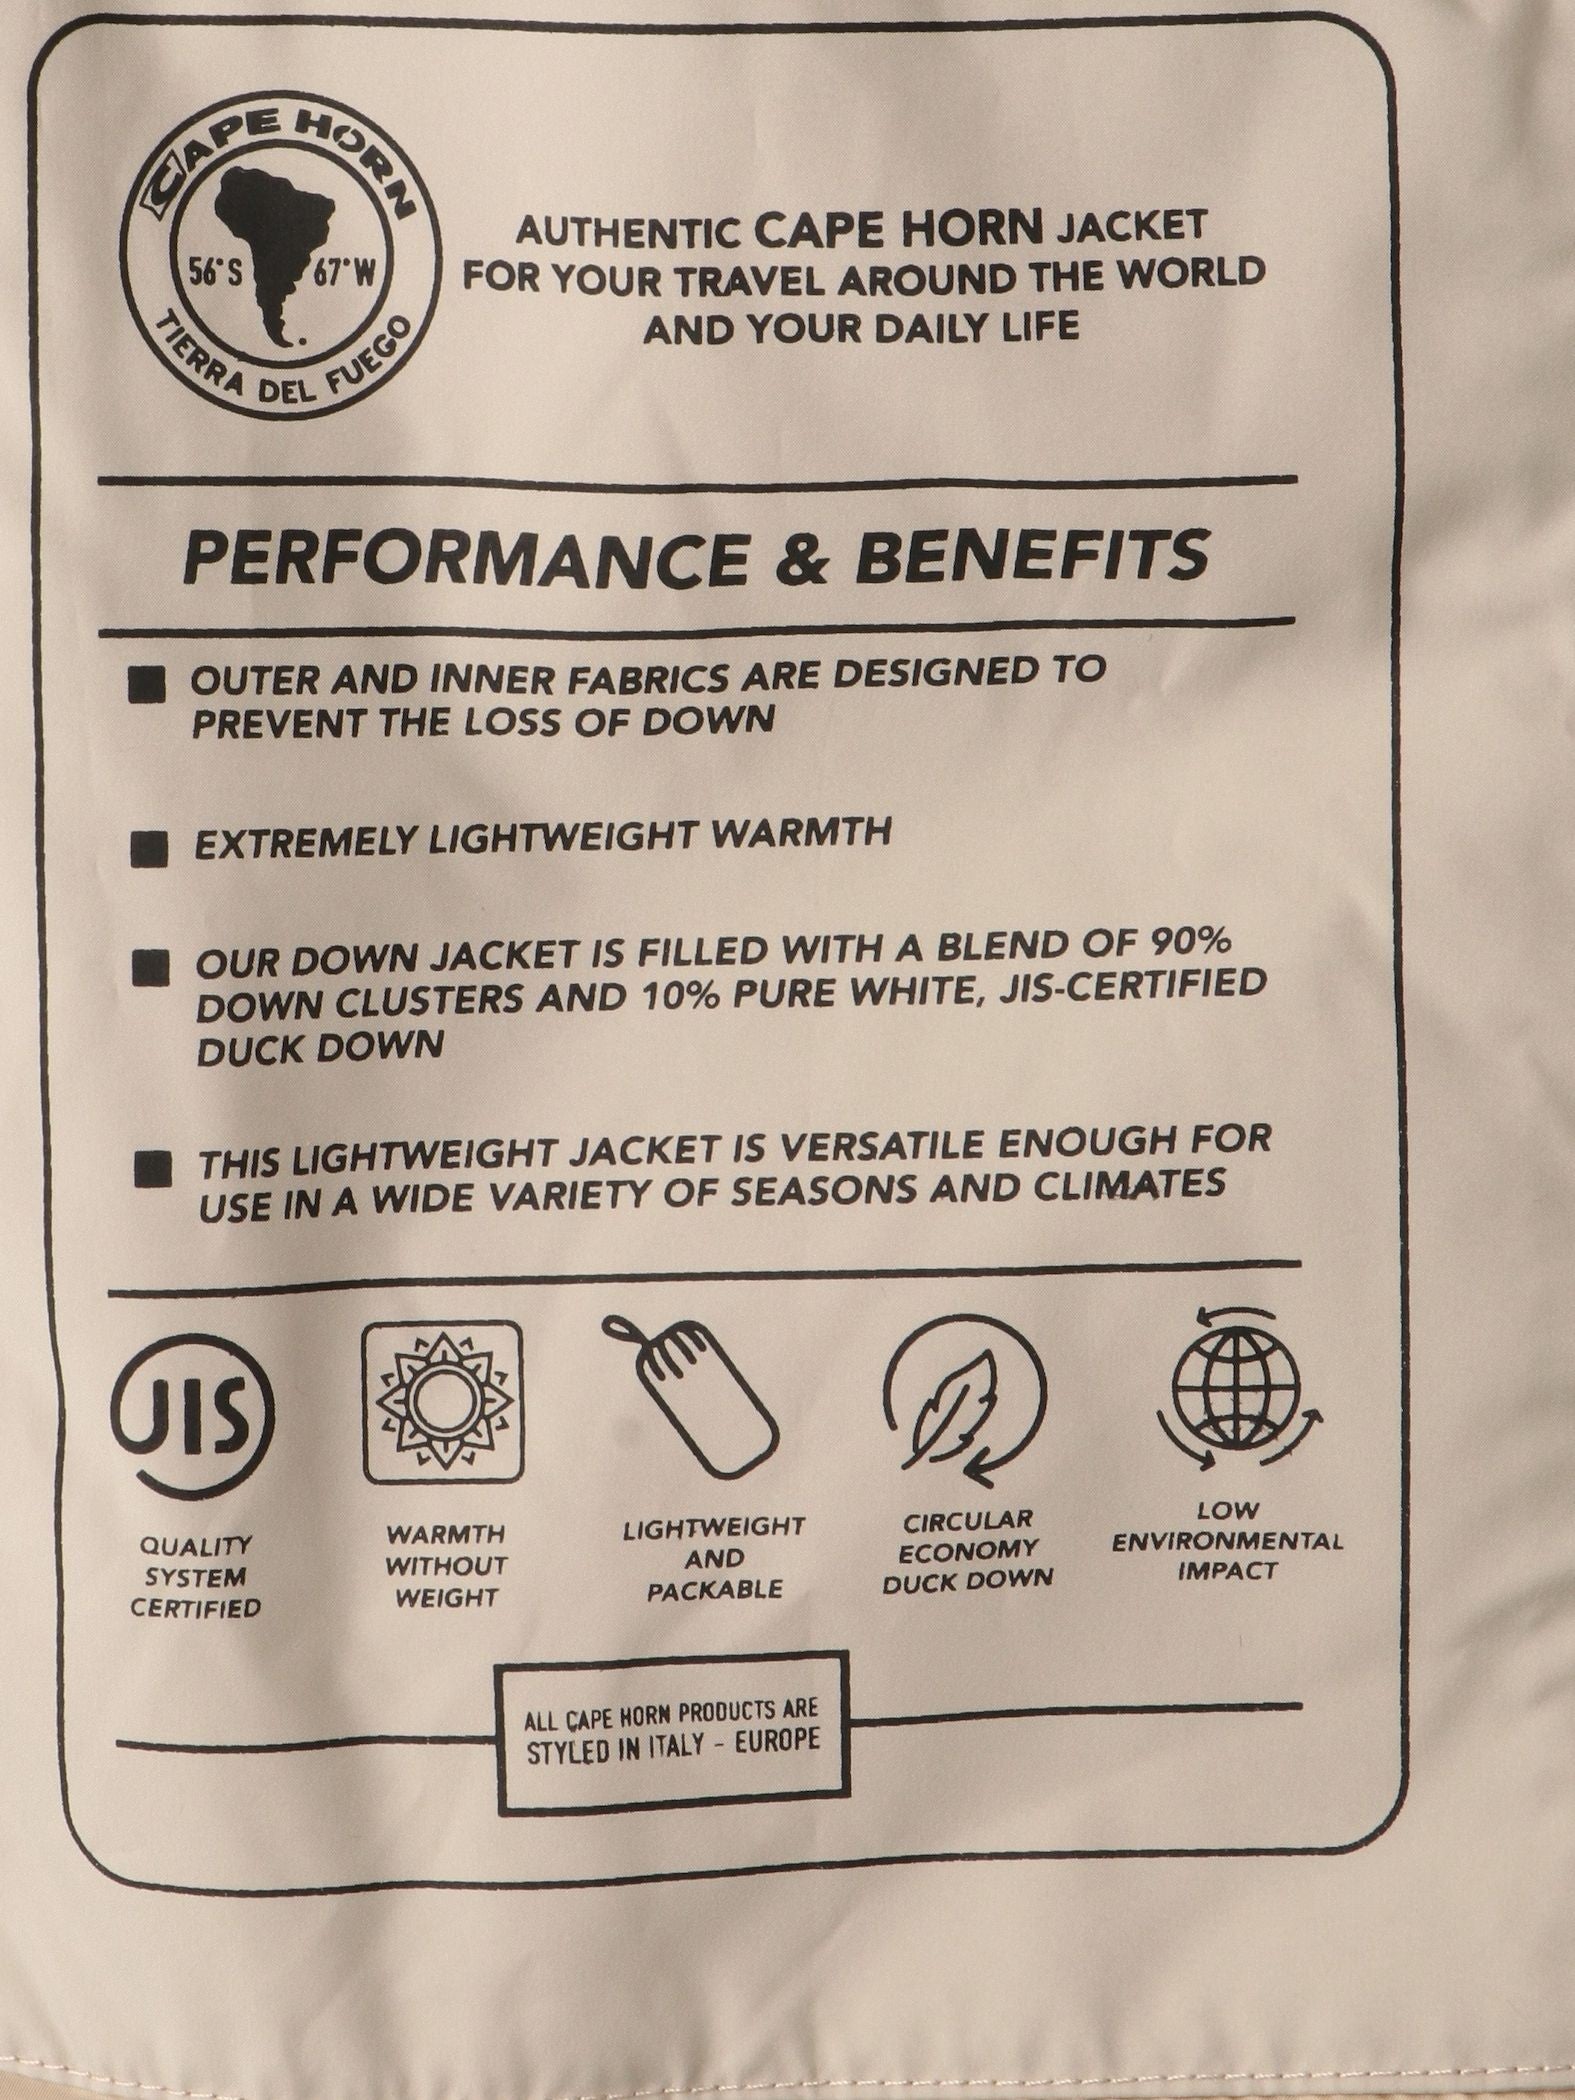 CAPE HORN
56°S 67°W
TIERRA DEL FUEGO
AUTHENTIC CAPE HORN JACKET
FOR YOUR TRAVEL AROUND THE WORLD
AND YOUR DAILY LIFE
PERFORMANCE & BENEFITS
OUTER AND INNER FABRICS ARE DESIGNED TO
PREVENT THE LOSS OF DOWN
EXTREMELY LIGHTWEIGHT WARMTH
OUR DOWN JACKET IS FILLED WITH A BLEND OF 90%
DOWN CLUSTERS AND 10% PURE WHITE, JIS-CERTIFIED
DUCK DOWN
THIS LIGHTWEIGHT JACKET IS VERSATILE ENOUGH FOR
USE IN A WIDE VARIETY OF SEASONS AND CLIMATES
JIS
QUALITY
SYSTEM
CERTIFIED
WARMTH
WITHOUT
WEIGHT
LIGHTWEIGHT
AND
PACKABLE
CIRCULAR
ECONOMY
DUCK DOWN
LOW
ENVIRONMENTAL
IMPACT
ALL CAPE HORN PRODUCTS ARE
STYLED IN ITALY - EUROPE